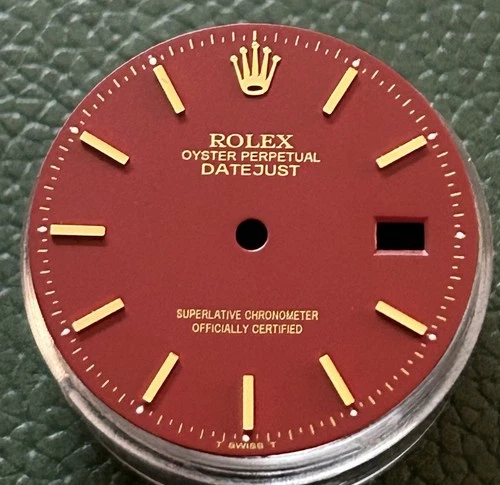 ROLEX
OYSTER PERPETUAL
DATEJUST
SUPERLATIVE CHRONOMETER
OFFICIALLY CERTIFIED
T SWISS T